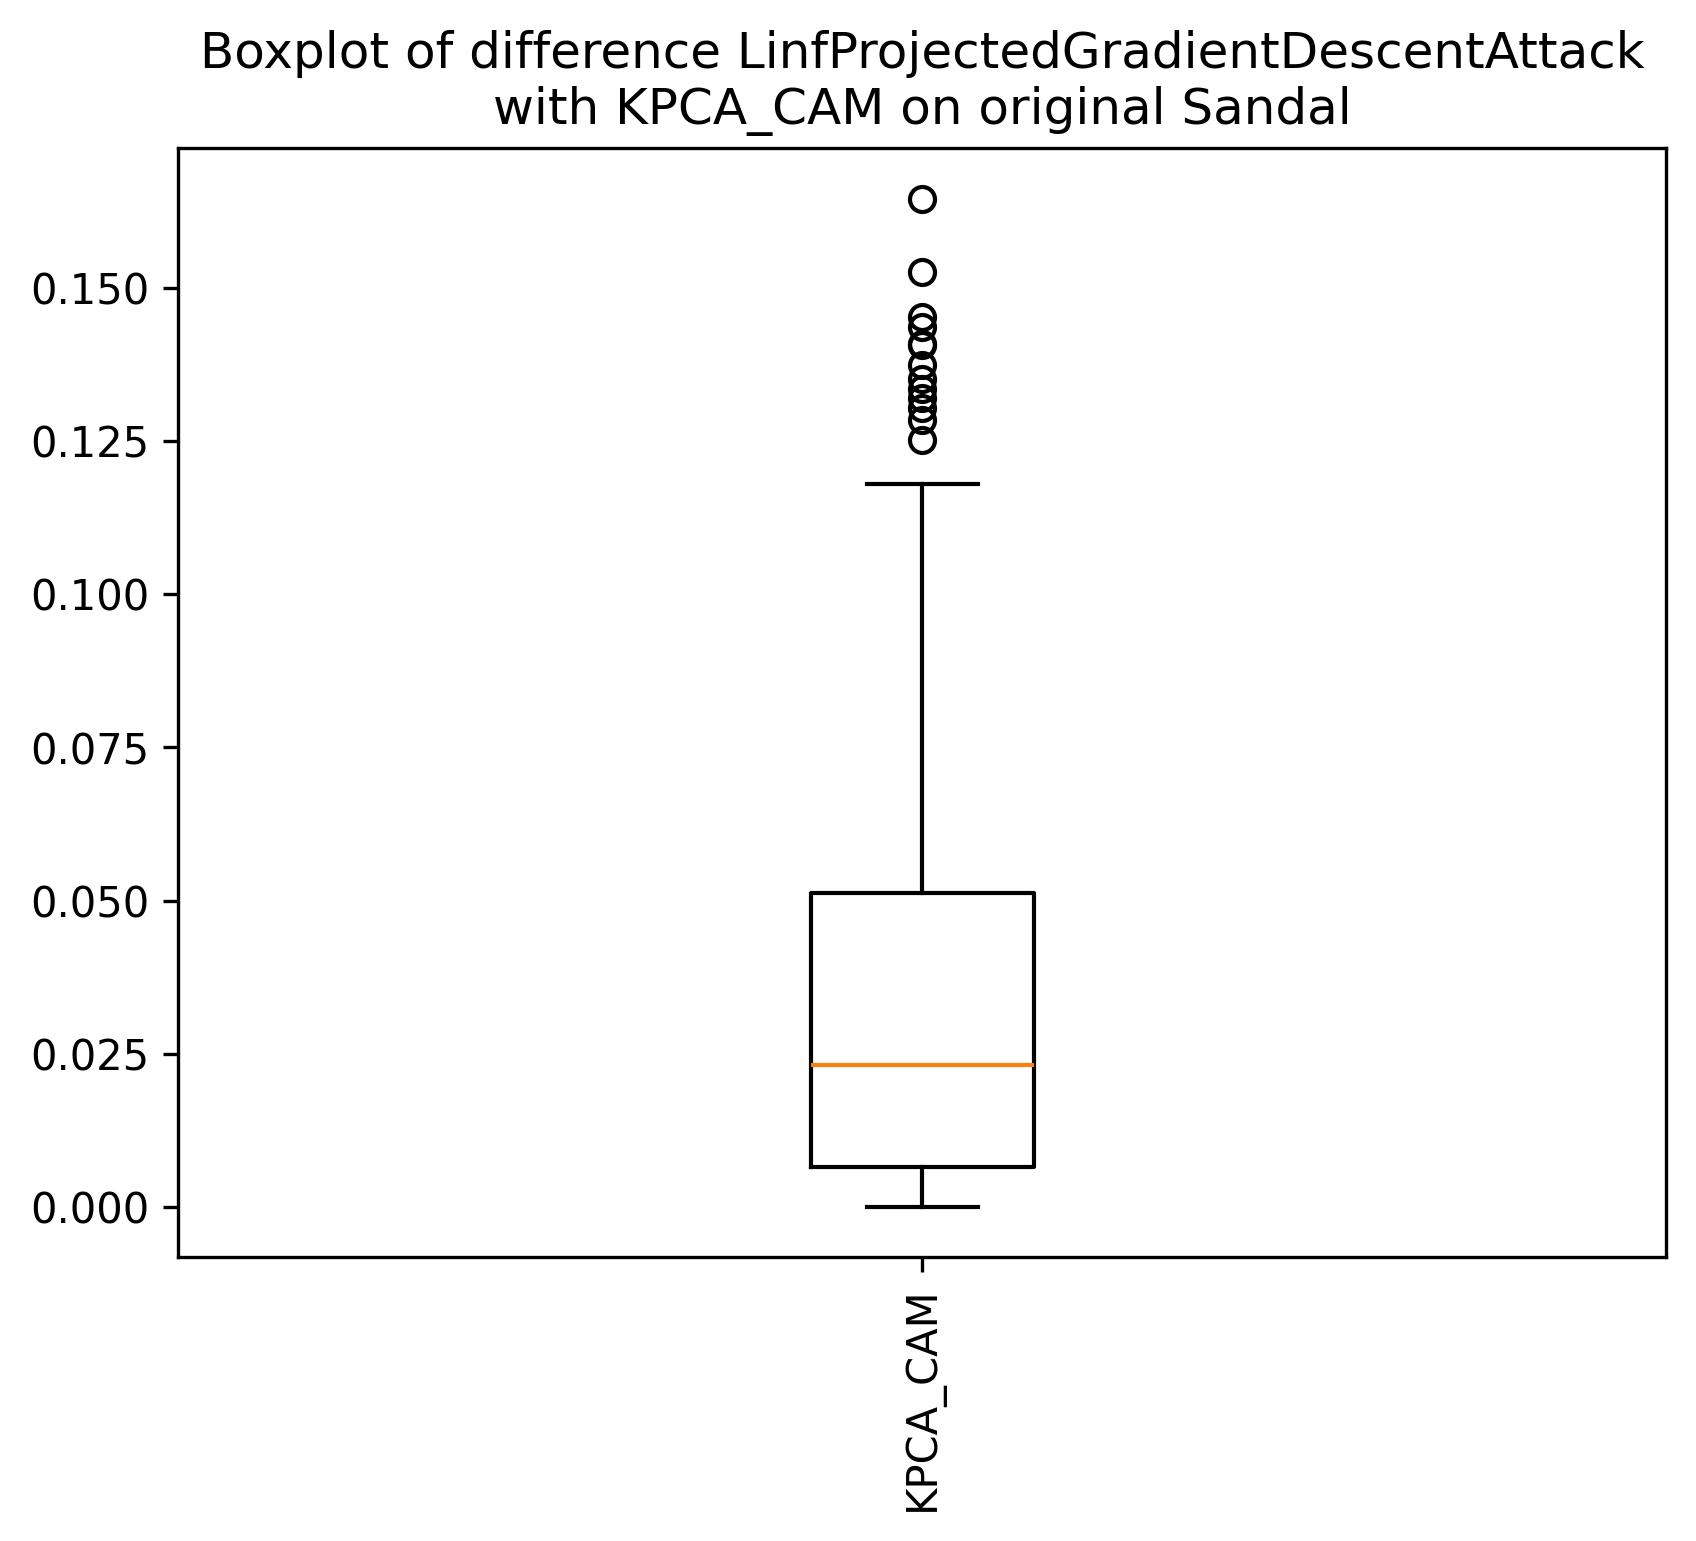 Boxplot of difference LinfProjectedGradientDescentAttack
with KPCA_CAM on original Sandal
0.150
0.125
0.100
0.075
0.050
0.025
0.000
KPCA_CAM